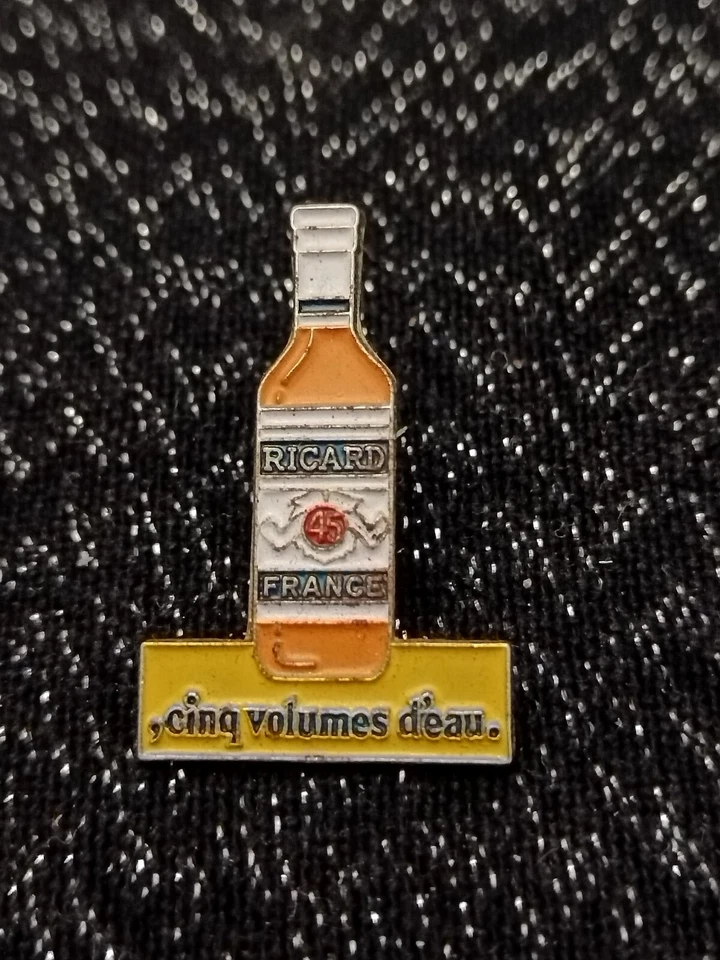 RICARD
45
FRANCE
,cinq volumes d'eau.